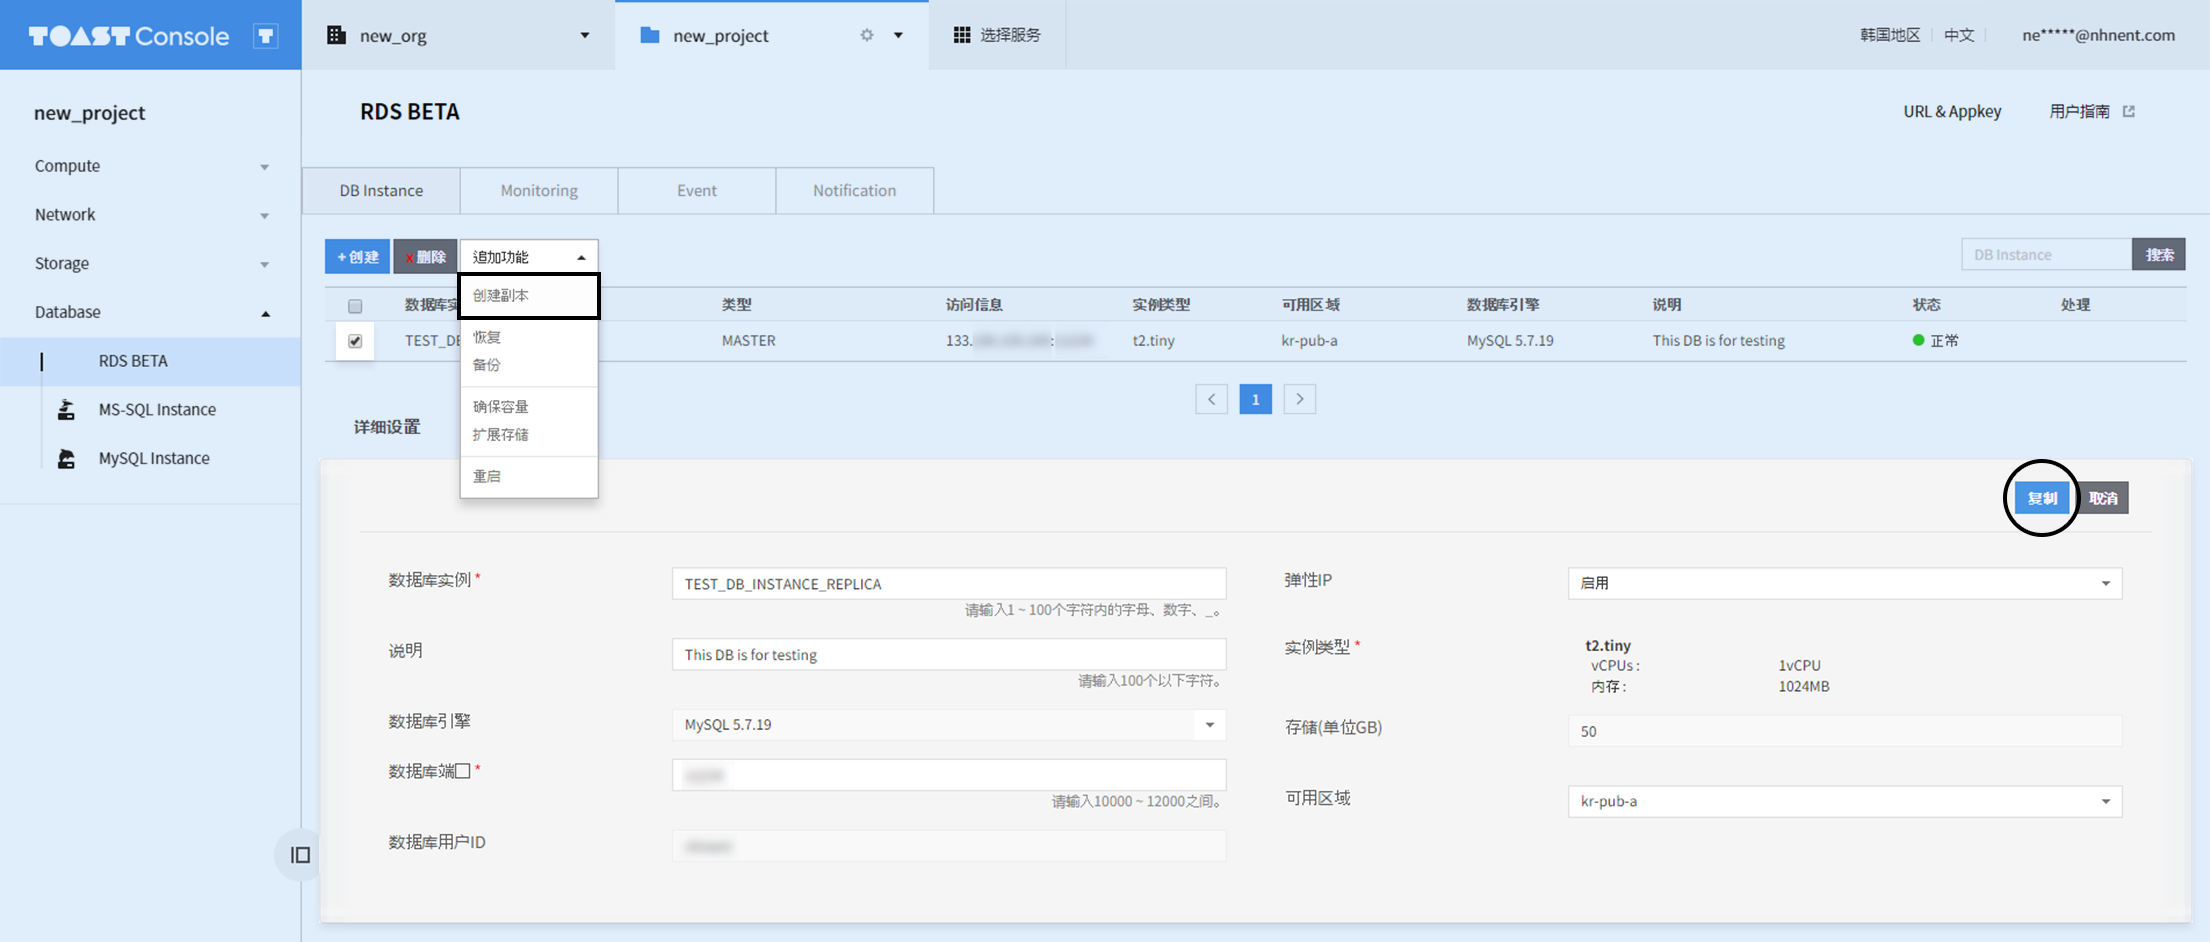 TOAST Console T
new_org
new_project
选择服务
韩国地区
中文
ne*****@nhnent.com
new_project
Compute
Network
Storage
Database
RDS BETA
MS-SQL Instance
MySQL Instance
RDS BETA
URL & Appkey
用户指南
DB Instance
Monitoring
Event
Notification
+创建
x删除
追加功能
创建副本
恢复
备份
确保容量
扩展存储
重启
DB Instance
搜索
数据库实
类型
访问信息
实例类型
可用区域
数据库引擎
说明
状态
处理
TEST_DE
MASTER
133.
t2.tiny
kr-pub-a
MySQL 5.7.19
This DB is for testing
正常
1
详细设置
复制
取消
数据库实例*
TEST_DB_INSTANCE_REPLICA
请输入1 ~ 100个字符内的字母、数字、_。
说明
This DB is for testing
请输入100个以下字符。
数据库引擎
MySQL 5.7.19
数据库端口*
请输入10000 ~ 12000之间。
数据库用户ID
弹性IP
启用
实例类型*
t2.tiny
vCPUs :
1vCPU
内存 :
1024MB
存储(单位GB)
50
可用区域
kr-pub-a